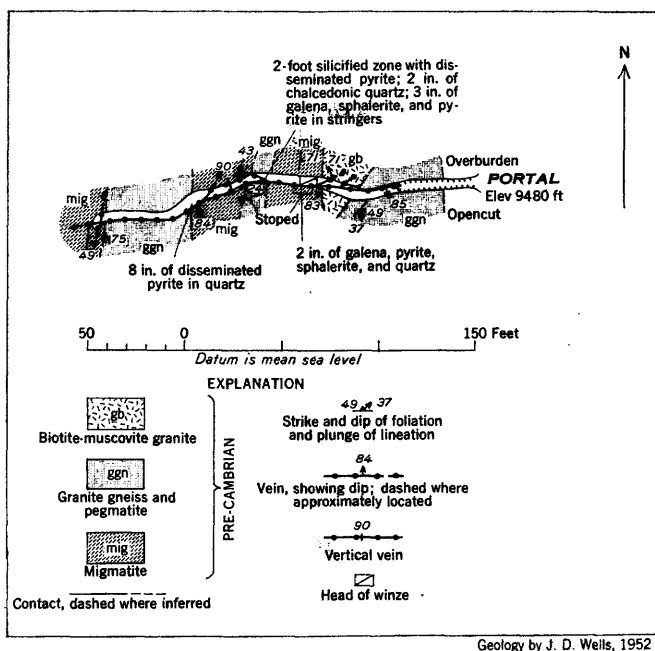 2-foot silicified zone with dis-
seminated pyrite; 2 in. of
chalcedonic quartz; 3 in. of
galena, sphalerite, and py-
rite in stringers
N
43
ggn
mig
90
71
71
gb
Overburden
PORTAL
Elev 9480 ft
mig
Stoped
83
49
85
75
84
mig
37
ggn
Opencut
49
ggn
8 in. of disseminated
pyrite in quartz
2 in. of galena, pyrite,
sphalerite, and quartz
50 0 150 Feet
Datum is mean sea level
EXPLANATION
gb
Biotite-muscovite granite
ggn
Granite gneiss and
pegmatite
mig
Migmatite
PRE-CAMBRIAN
Contact, dashed where inferred
49 37
Strike and dip of foliation
and plunge of lineation
84
Vein, showing dip; dashed where
approximately located
90
Vertical vein
Head of winze
Geology by J. D. Wells, 1952